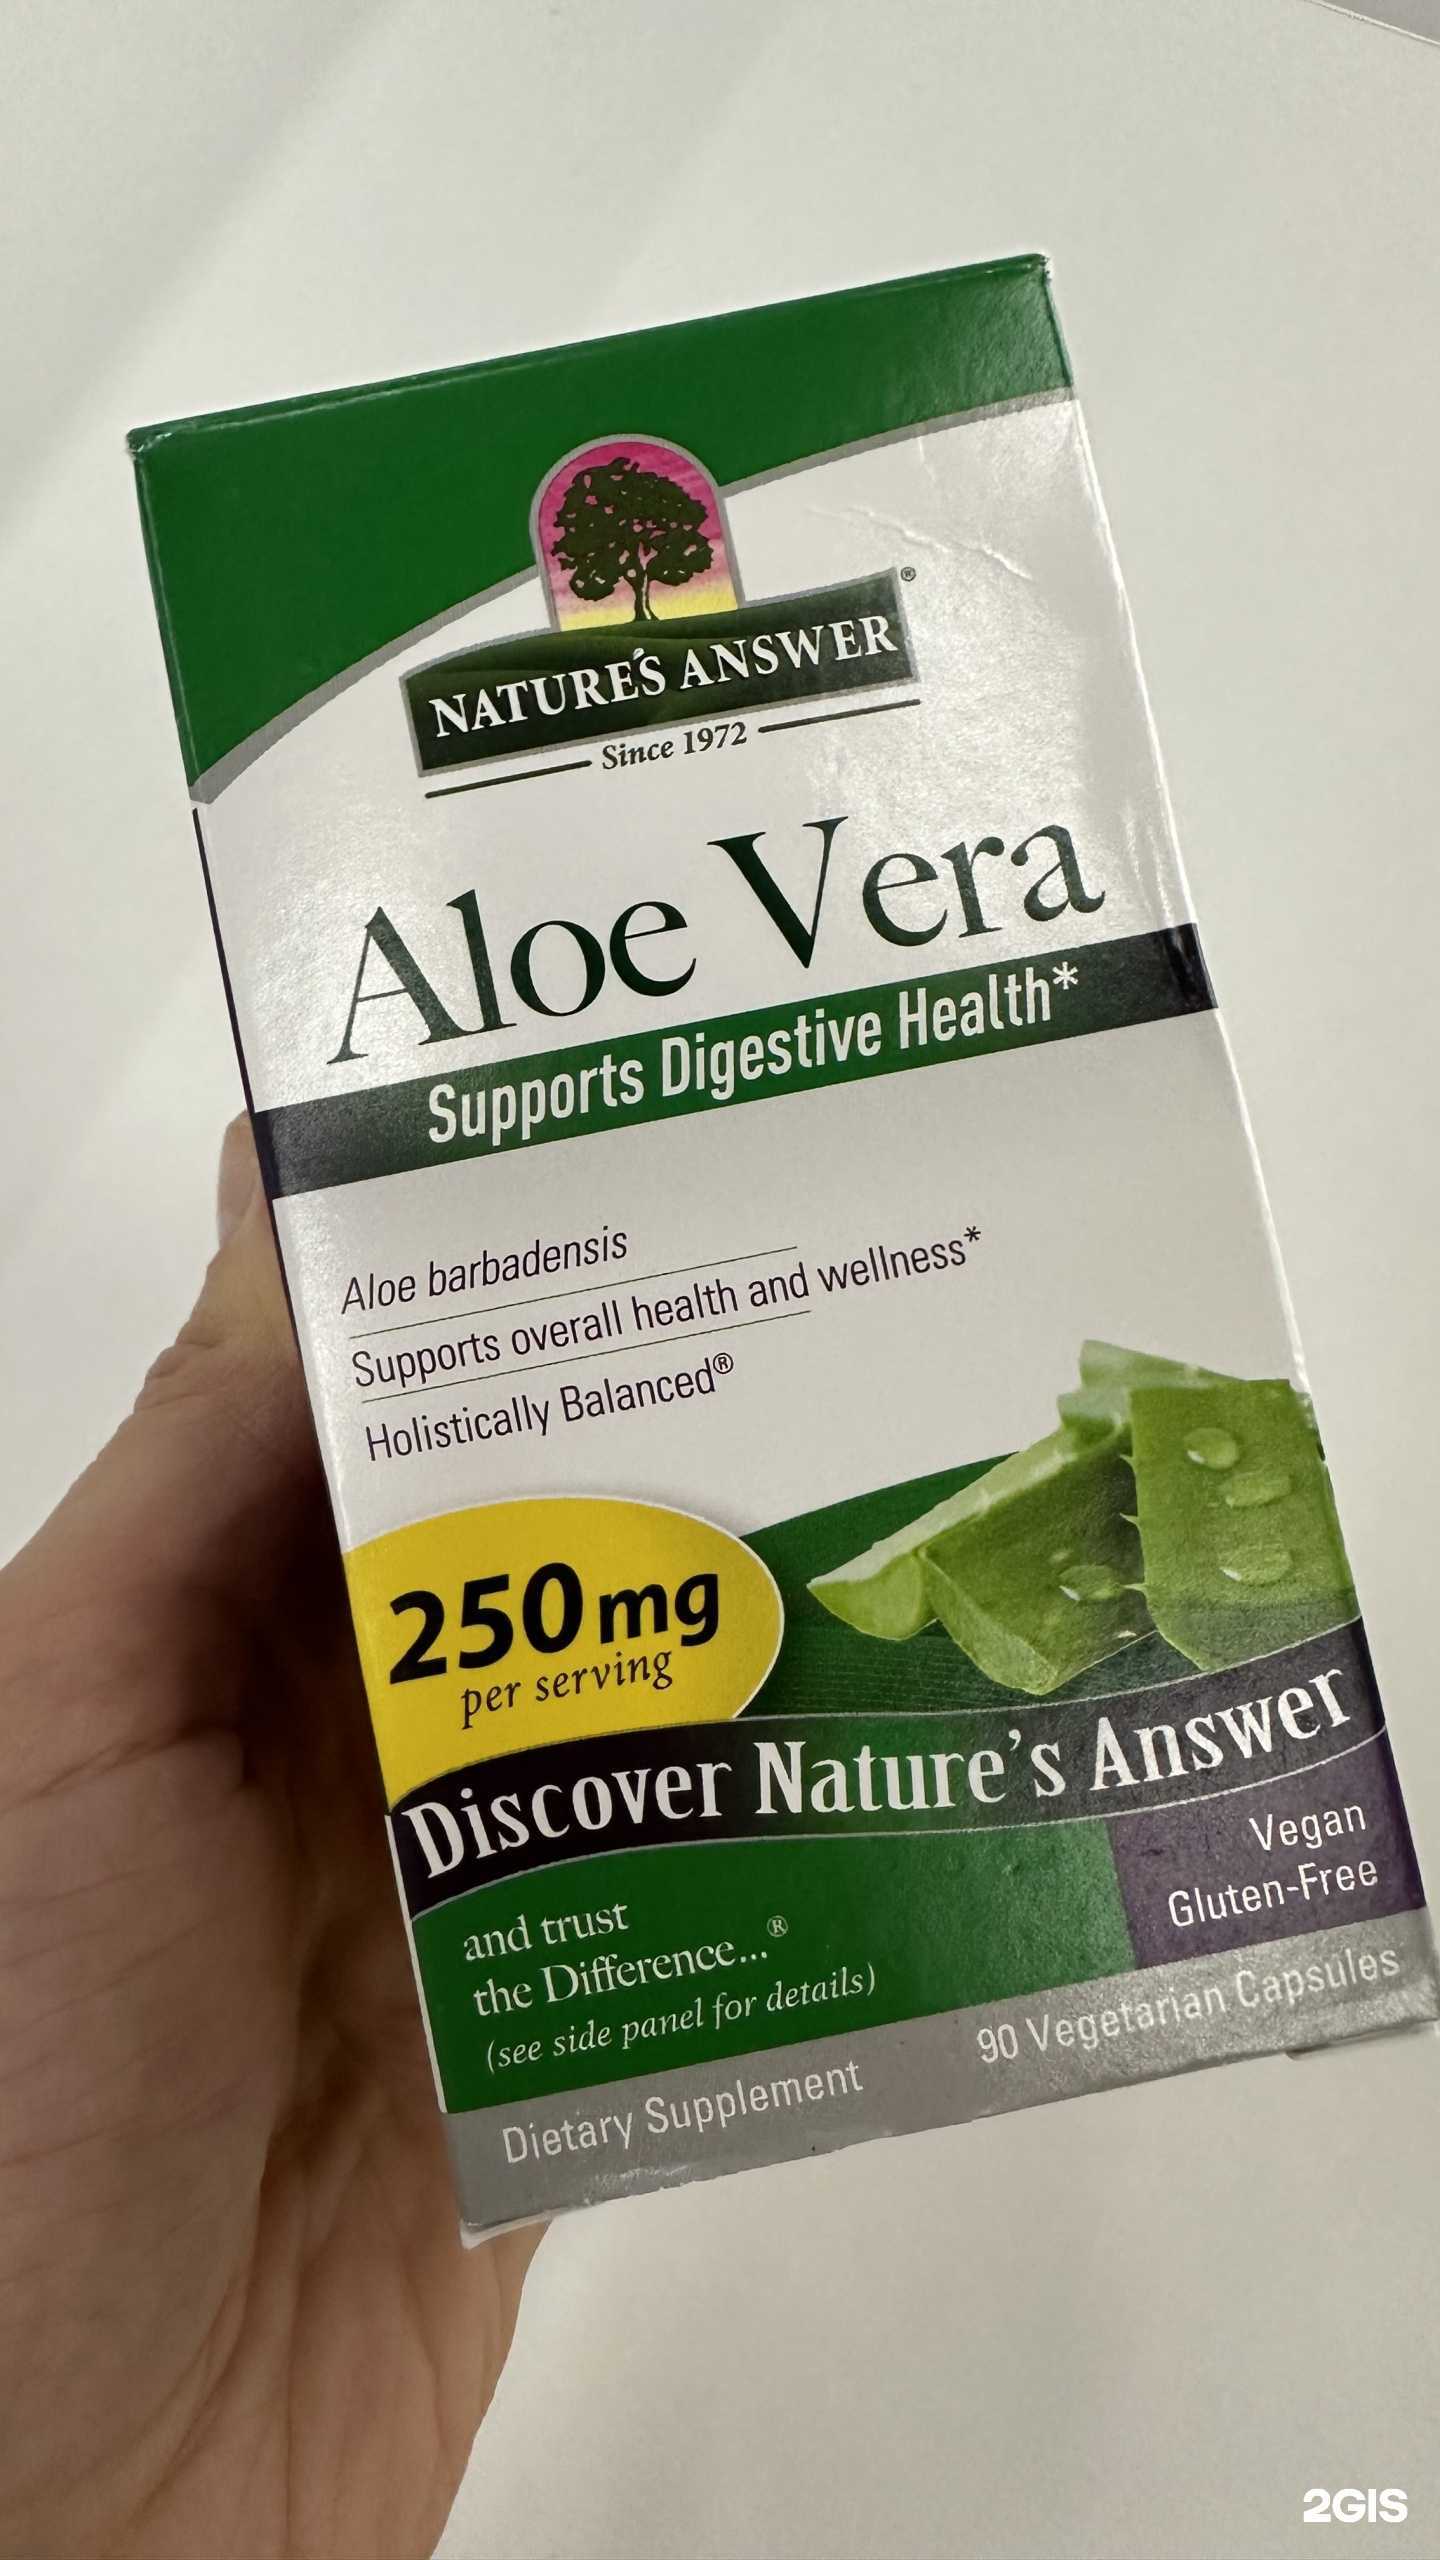 NATURE'S ANSWER®
Since 1972
Aloe Vera
Supports Digestive Health*
Aloe barbadensis
Supports overall health and wellness*
Holistically Balanced®
250 mg
per serving
Discover Nature's Answer
and trust
the Difference...®
(see side panel for details)
Vegan
Gluten-Free
Dietary Supplement
90 Vegetarian Capsules
2GIS